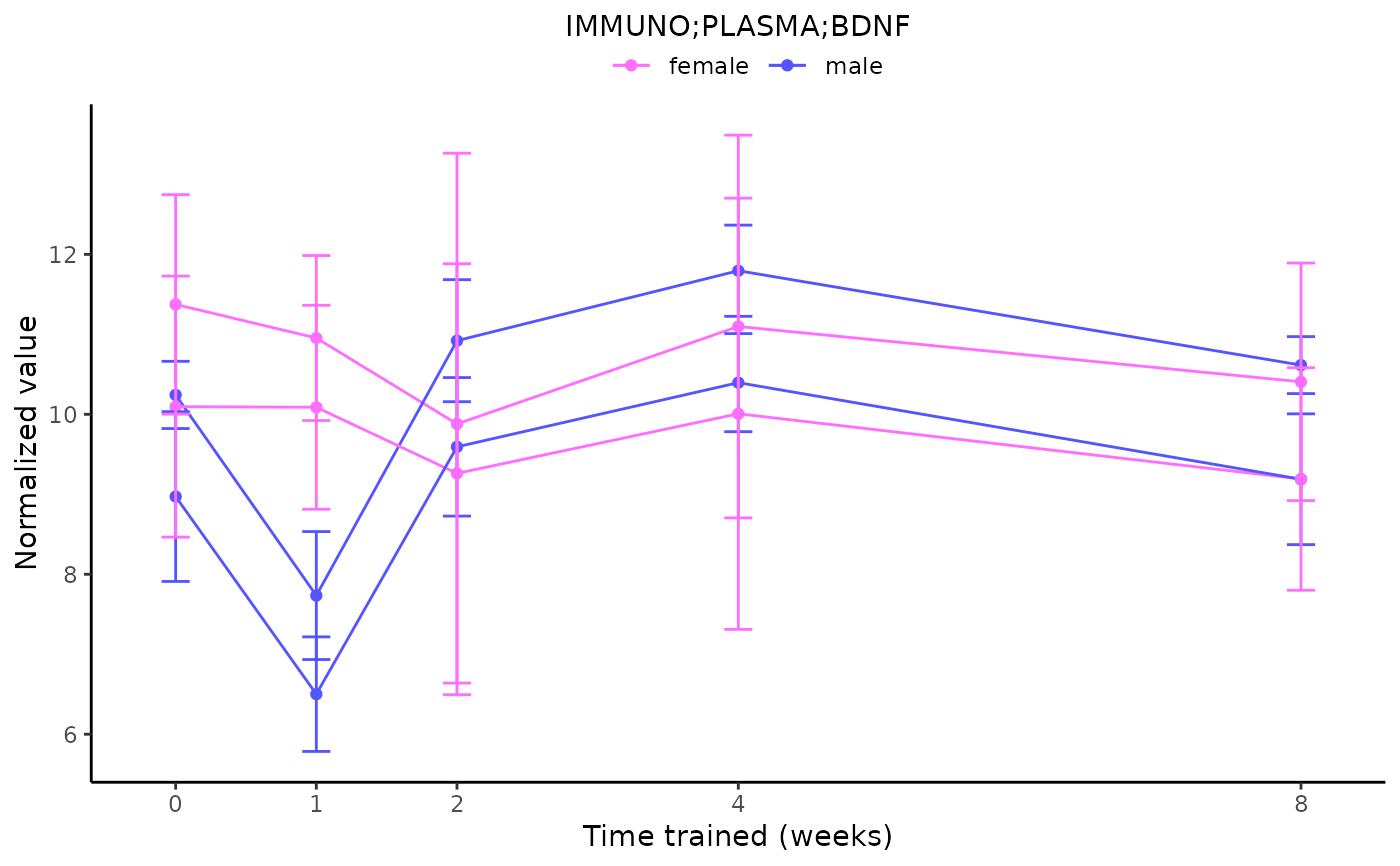 IMMUNO;PLASMA;BDNF
female male
Normalized value
12
10
8
6
0 1 2 4 8
Time trained (weeks)